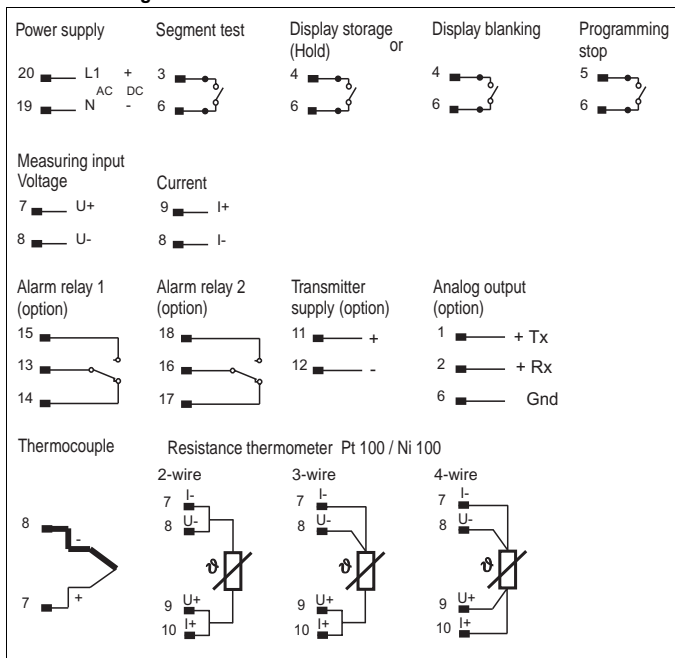 Power supply
20 L1 +
AC DC
19 N -
Segment test
3
6
Display storage
(Hold) or
4
6
Display blanking
4
6
Programming
stop
5
6
Measuring input
Voltage
7 U+
8 U-
Current
9 I+
8 I-
Alarm relay 1
(option)
15
13
14
Alarm relay 2
(option)
18
16
17
Transmitter
supply (option)
11 +
12 -
Analog output
(option)
1 + Tx
2 + Rx
6 Gnd
Thermocouple
8 -
7 +
Resistance thermometer Pt 100 / Ni 100
2-wire
7 I-
8 U-
ϑ
9 U+
10 I+
3-wire
7 I-
8 U-
ϑ
9 U+
10 I+
4-wire
7 I-
8 U-
ϑ
9 U+
10 I+